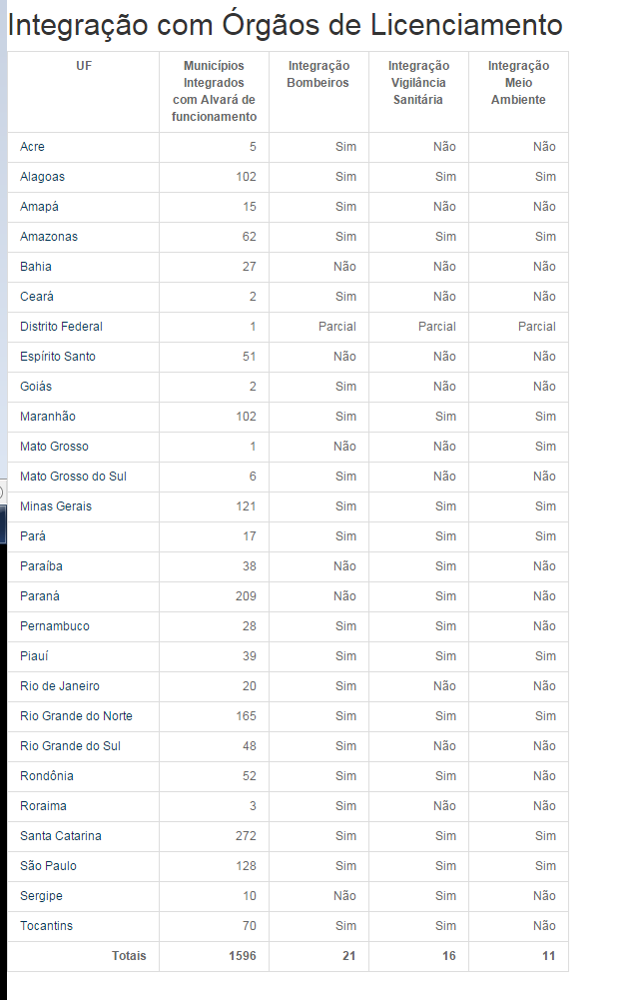 Integração com Órgãos de Licenciamento
UF Municípios Integrados com Alvará de funcionamento Integração Bombeiros Integração Vigilância Sanitária Integração Meio Ambiente
Acre 5 Sim Não Não
Alagoas 102 Sim Sim Sim
Amapá 15 Sim Não Não
Amazonas 62 Sim Sim Sim
Bahia 27 Não Não Não
Ceará 2 Sim Não Não
Distrito Federal 1 Parcial Parcial Parcial
Espírito Santo 51 Não Não Não
Goiás 2 Sim Não Não
Maranhão 102 Sim Sim Sim
Mato Grosso 1 Não Não Sim
Mato Grosso do Sul 6 Sim Não Não
Minas Gerais 121 Sim Sim Sim
Pará 17 Sim Sim Sim
Paraíba 38 Não Sim Não
Paraná 209 Não Sim Não
Pernambuco 28 Sim Sim Não
Piauí 39 Sim Sim Sim
Rio de Janeiro 20 Sim Não Não
Rio Grande do Norte 165 Sim Sim Sim
Rio Grande do Sul 48 Sim Não Não
Rondônia 52 Sim Sim Não
Roraima 3 Sim Não Não
Santa Catarina 272 Sim Sim Sim
São Paulo 128 Sim Sim Sim
Sergipe 10 Não Sim Não
Tocantins 70 Sim Sim Não
Totais 1596 21 16 11